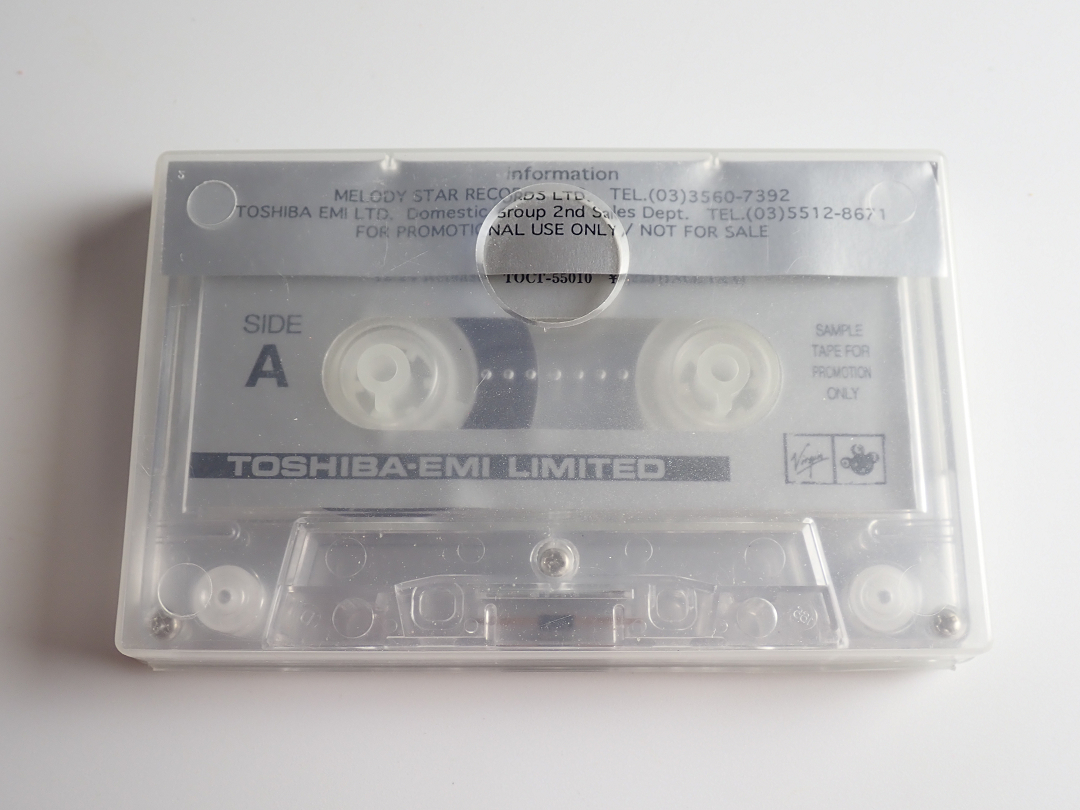 information
MELODY STAR RECORDS LTD. TEL.(03)3560-7392
TOSHIBA EMI LTD. Domestic Group 2nd Sales Dept. TEL.(03)5512-8671
FOR PROMOTIONAL USE ONLY / NOT FOR SALE
TOCT-55010
SIDE
A
SAMPLE
TAPE FOR
PROMOTION
ONLY
Virgin
TOSHIBA-EMI LIMITED